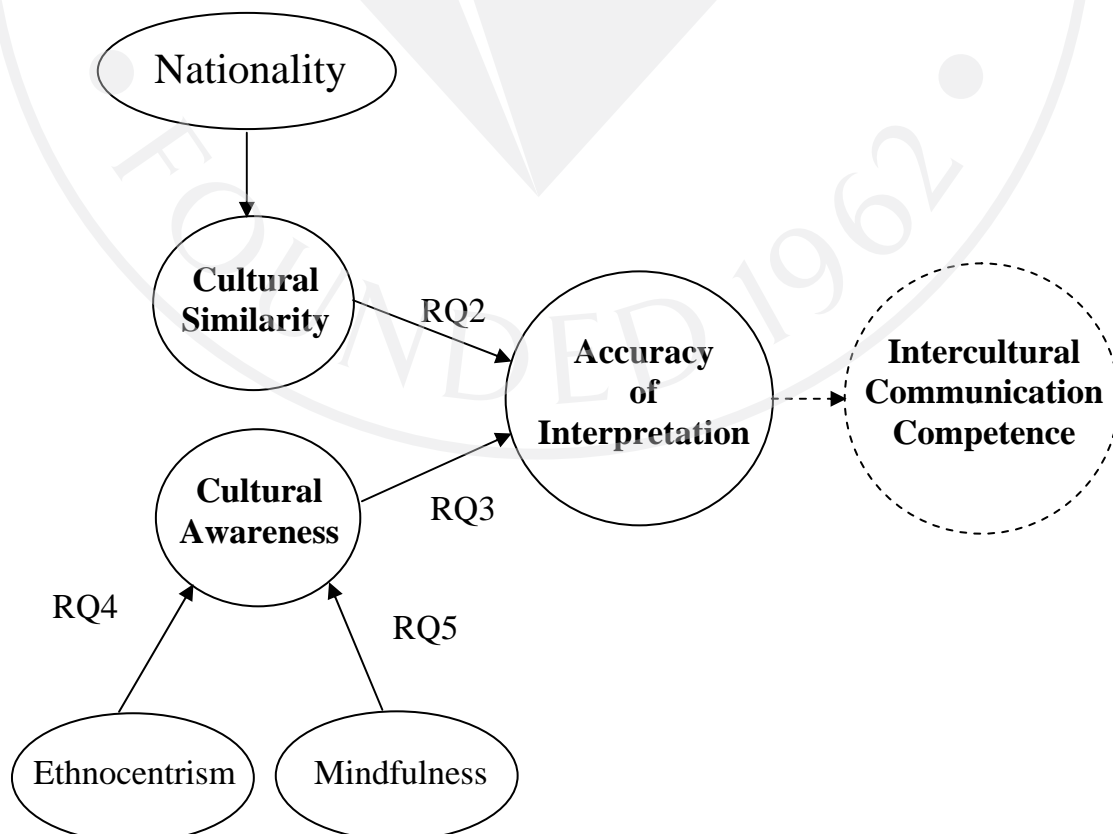 Nationality
Cultural
Similarity
RQ2
Accuracy
of
Interpretation
Intercultural
Communication
Competence
Cultural
Awareness
RQ3
RQ4
RQ5
Ethnocentrism
Mindfulness
FOUNDED 1962